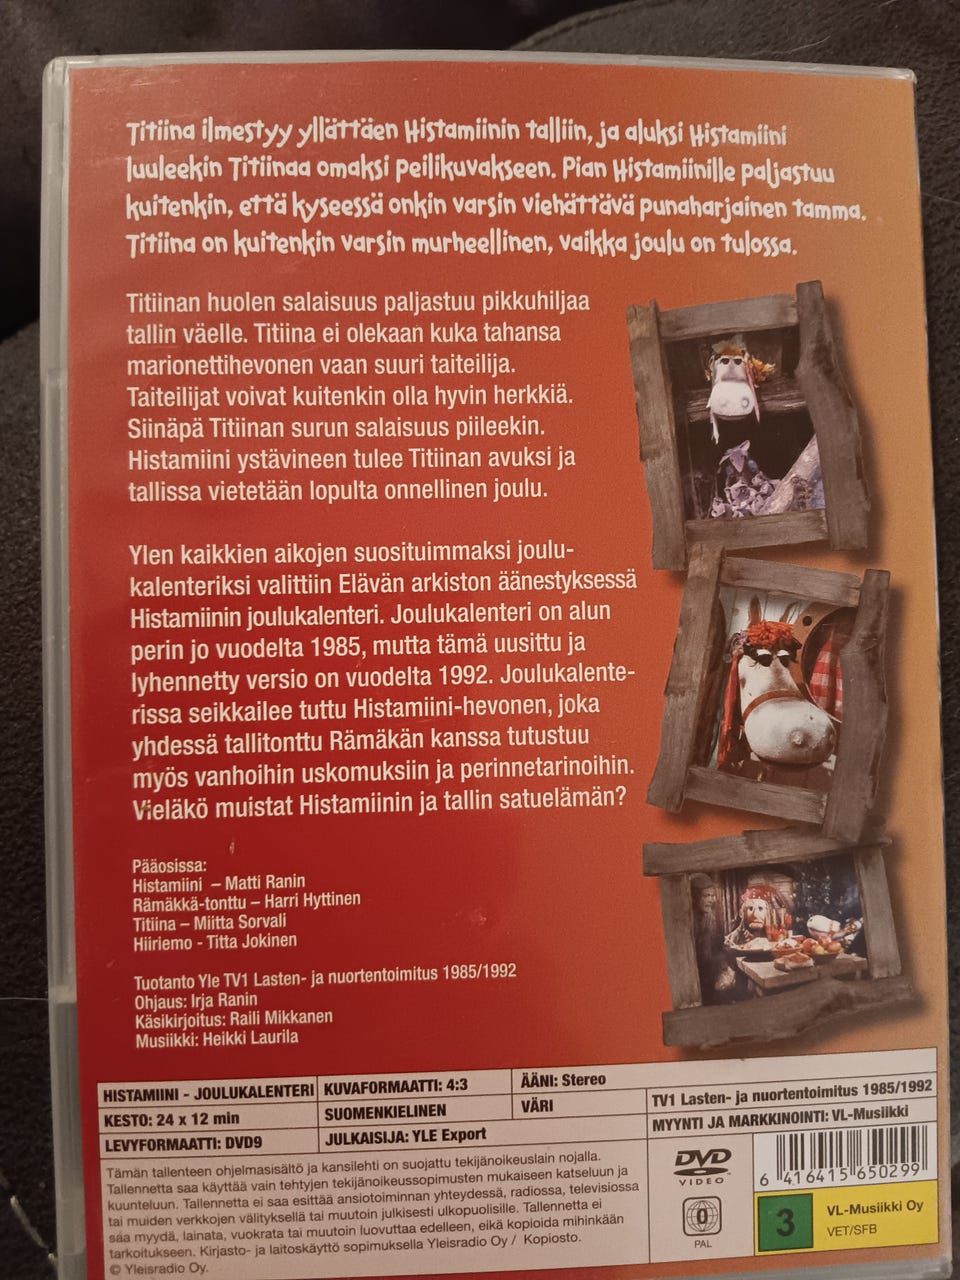 Titiina ilmestyy yllättäen Histamiinin talliin, ja aluksi Histamiini
luuleekin Titiinaa omaksi peilikuvakseen. Pian Histamiinille paljastuu
kuitenkin, että kyseessä onkin varsin viehättävä punaharjainen tamma.
Titiina on kuitenkin varsin murheellinen, vaikka joulu on tulossa.
Titiinan huolen salaisuus paljastuu pikkuhiljaa
tallin väelle. Titiina ei olekaan kuka tahansa
marionettihevonen vaan suuri taiteilija.
Taiteilijat voivat kuitenkin olla hyvin herkkiä.
Siinäpä Titiinan surun salaisuus piileekin.
Histamiini ystävineen tulee Titiinan avuksi ja
tallissa vietetään lopulta onnellinen joulu.
Ylen kaikkien aikojen suosituimmaksi joulu-
kalenteriksi valittiin Elävän arkiston äänestyksessä
Histamiinin joulukalenteri. Joulukalenteri on alun
perin jo vuodelta 1985, mutta tämä uusittu ja
lyhennetty versio on vuodelta 1992. Joulukalente-
rissa seikkailee tuttu Histamiini-hevonen, joka
yhdessä tallitonttu Rämäkän kanssa tutustuu
myös vanhoihin uskomuksiin ja perinnetarinoihin.
Vieläkö muistat Histamiinin ja tallin satuelämän?
Pääosissa:
Histamiini – Matti Ranin
Rämäkkä-tonttu – Harri Hyttinen
Titiina – Miitta Sorvali
Hiiriemo - Titta Jokinen
Tuotanto Yle TV1 Lasten- ja nuortentoimitus 1985/1992
Ohjaus: Irja Ranin
Käsikirjoitus: Raili Mikkanen
Musiikki: Heikki Laurila
HISTAMIINI - JOULUKALENTERI
KESTO: 24 x 12 min
LEVYFORMAATTI: DVD9
KUVAFORMAATTI: 4:3
SUOMENKIELINEN
JULKAISIJA: YLE Export
ÄÄNI: Stereo
VÄRI
TV1 Lasten- ja nuortentoimitus 1985/1992
MYYNTI JA MARKKINOINTI: VL-Musiikki
Tämän tallenteen ohjelmasisältö ja kansilehti on suojattu tekijänoikeuslain nojalla.
Tallennetta saa käyttää vain tehtyjen tekijänoikeussopimusten mukaiseen katseluun ja
kuunteluun. Tallennetta ei saa esittää ansiotoiminnan yhteydessä, radiossa, televisiossa
tai muiden verkkojen välityksellä tai muutoin julkisesti ulkopuolisille. Tallennetta ei
saa myydä, lainata, vuokrata tai muutoin luovuttaa edelleen, eikä kopioida mihinkään
tarkoitukseen. Kirjasto- ja laitoskäyttö sopimuksella Yleisradio Oy / Kopiosto.
© Yleisradio Oy.
DVD
VIDEO
0
PAL
6 416415 650299
3
VL-Musiikki Oy
VET/SFB